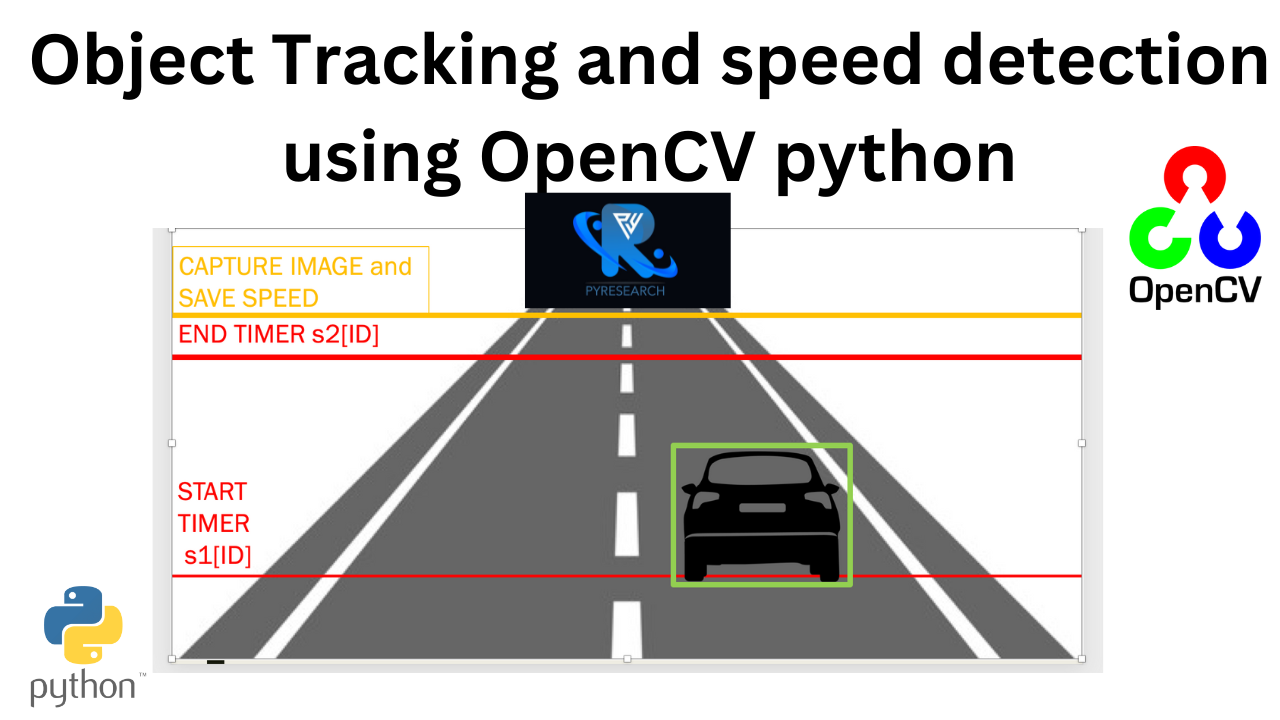 Object Tracking and speed detection
using OpenCV python
PYRESEARCH
CAPTURE IMAGE and
SAVE SPEED
END TIMER s2[ID]
START
TIMER
s1[ID]
OpenCV
python™